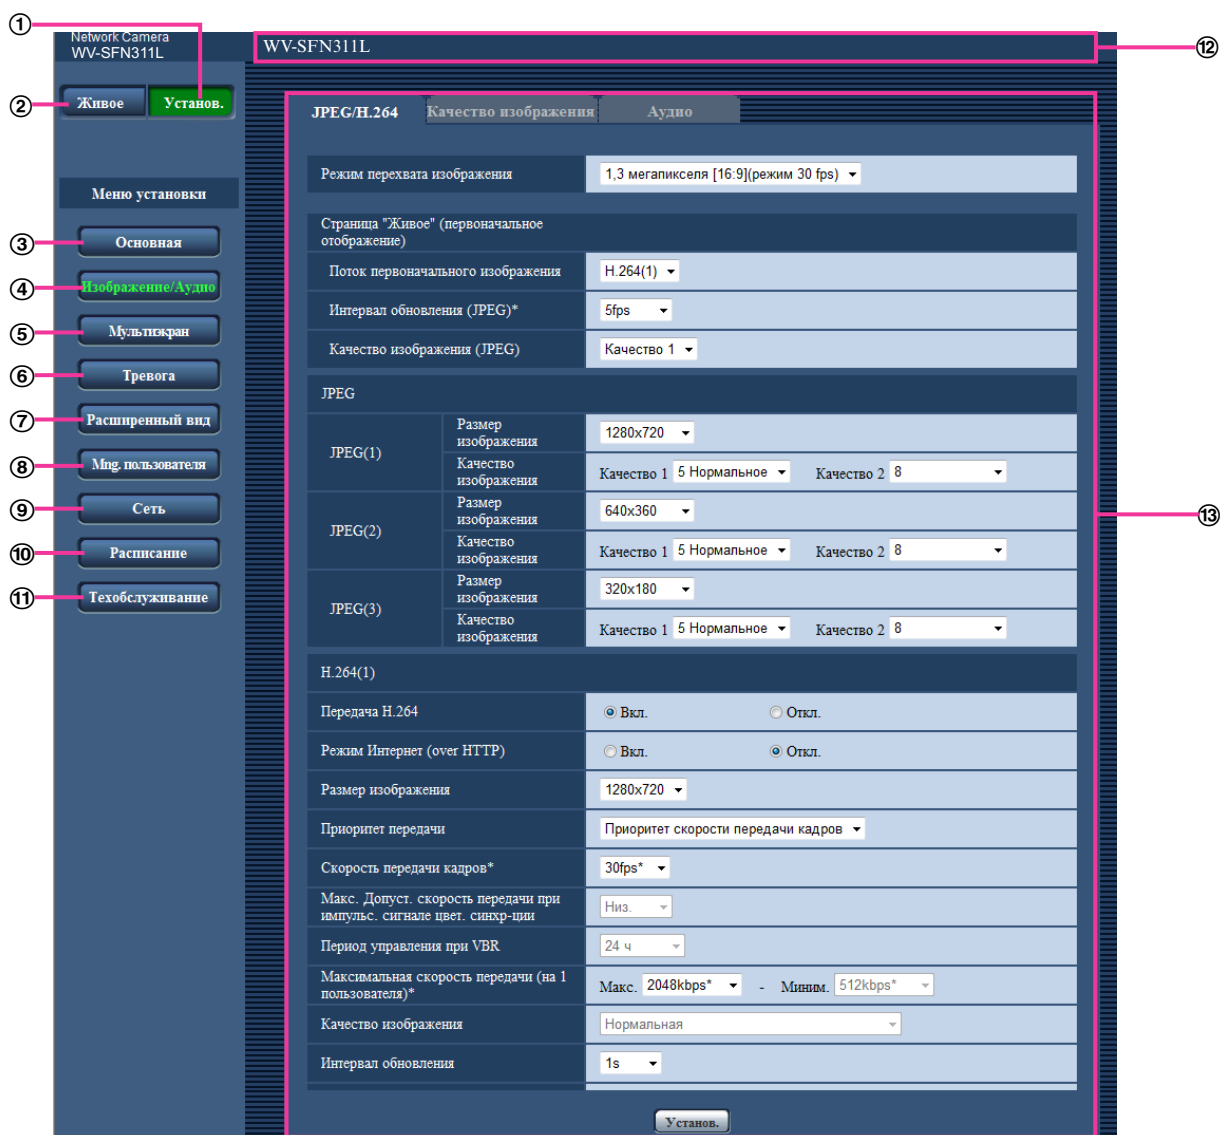 ①
Network Camera
WV-SFN311L
WV-SFN311L
⑫
②
Живое
Установ.
JPEG/H.264
Качество изображения
Аудио
Режим перехвата изображения
1,3 мегапикселя [16:9](режим 30 fps)
Меню установки
Страница "Живое" (первоначальное
отображение)
③
Основная
Поток первоначального изображения
H.264(1)
④
Изображение/Аудио
Интервал обновления (JPEG)*
5fps
⑤
Мультиэкран
Качество изображения (JPEG)
Качество 1
⑥
Тревога
JPEG
⑦
Расширенный вид
JPEG(1)
Размер
изображения
1280x720
⑧
Mng. пользователя
Качество
изображения
Качество 1
5 Нормальное
Качество 2
8
⑨
Сеть
JPEG(2)
Размер
изображения
640x360
⑬
⑩
Расписание
Качество
изображения
Качество 1
5 Нормальное
Качество 2
8
⑪
Техобслуживание
JPEG(3)
Размер
изображения
320x180
Качество
изображения
Качество 1
5 Нормальное
Качество 2
8
H.264(1)
Передача H.264
Вкл.
Откл.
Режим Интернет (over HTTP)
Вкл.
Откл.
Размер изображения
1280x720
Приоритет передачи
Приоритет скорости передачи кадров
Скорость передачи кадров*
30fps*
Макс. Допуст. скорость передачи при
импульс. сигнале цвет. синхр-ции
Низ.
Период управления при VBR
24 ч
Максимальная скорость передачи (на 1
пользователя)*
Макс.
2048kbps*
-
Миним.
512kbps*
Качество изображения
Нормальная
Интервал обновления
1s
Установ.